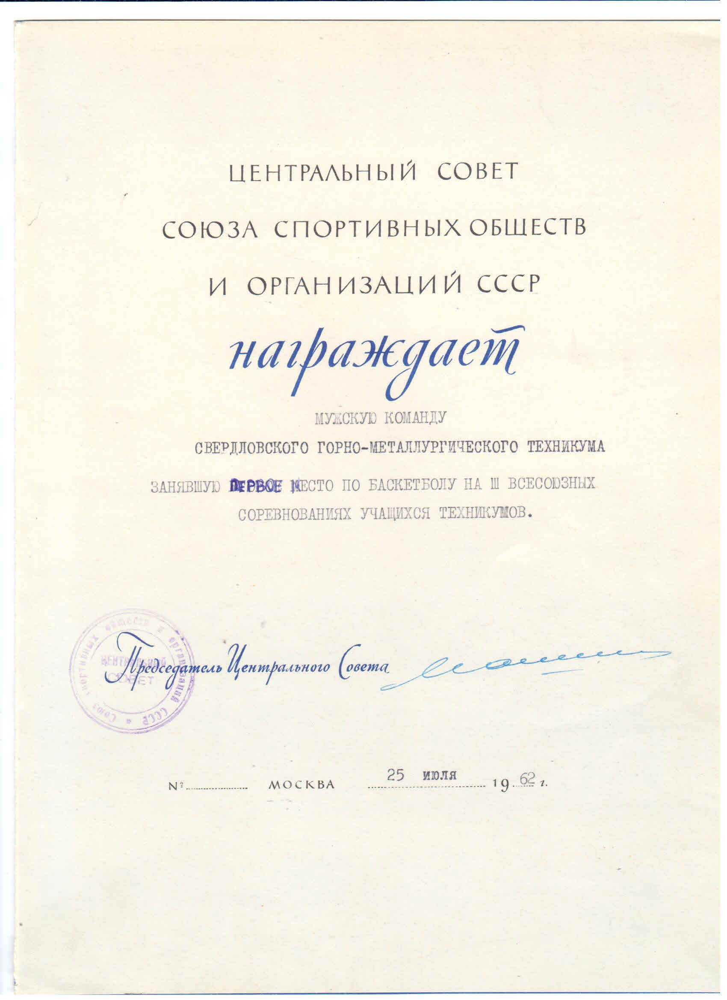 ЦЕНТРАЛЬНЫЙ СОВЕТ
СОЮЗА СПОРТИВНЫХ ОБЩЕСТВ
И ОРГАНИЗАЦИЙ СССР
награждает
МУЖСКУЮ КОМАНДУ
СВЕРДЛОВСКОГО ГОРНО-МЕТАЛЛУРГИЧЕСКОГО ТЕХНИКУМА
ЗАНЯВШУЮ ПЕРВОЕ МЕСТО ПО БАСКЕТБОЛУ НА Ш ВСЕСОЮЗНЫХ
СОРЕВНОВАНИЯХ УЧАЩИХСЯ ТЕХНИКУМОВ.
Союз спортивных обществ и организаций СССР
ЦЕНТРАЛЬНЫЙ
СОВЕТ
Председатель Центрального Совета
№ МОСКВА 25 ИЮЛЯ 1962 г.